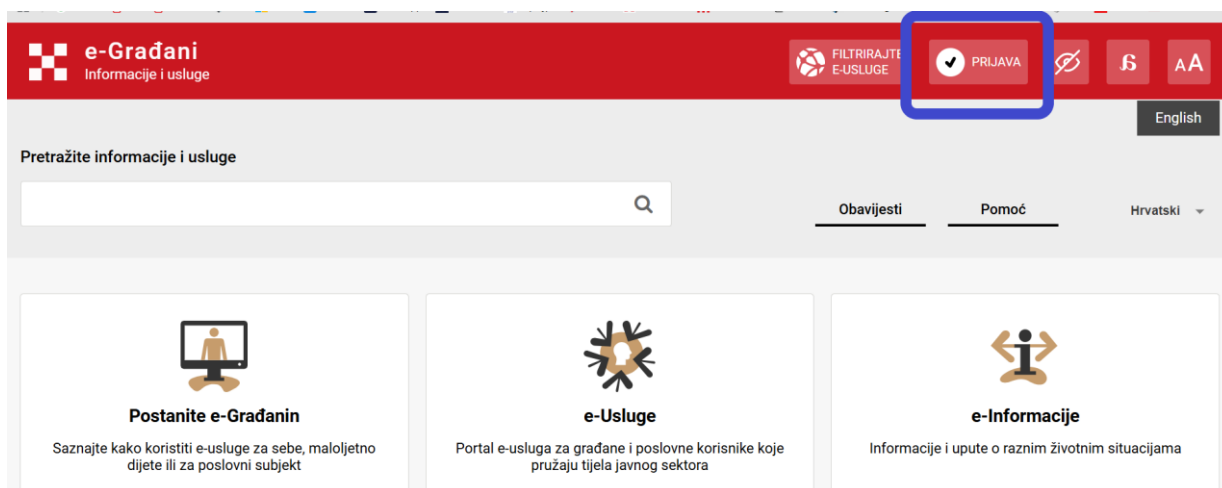 e-Građani
Informacije i usluge
FILTRIRAJTE
E-USLUGE
PRIJAVA
AA
English
Pretražite informacije i usluge
Obavijesti
Pomoć
Hrvatski
Postanite e-Građanin
Saznajte kako koristiti e-usluge za sebe, maloljetno
dijete ili za poslovni subjekt
e-Usluge
Portal e-usluga za građane i poslovne korisnike koje
pružaju tijela javnog sektora
e-Informacije
Informacije i upute o raznim životnim situacijama